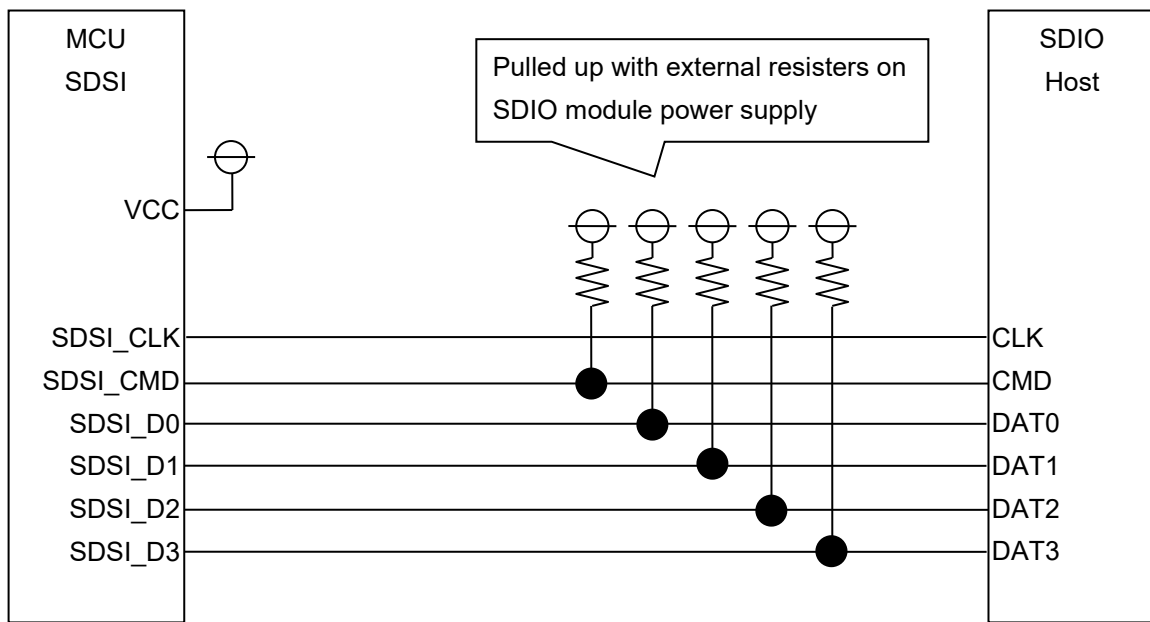 MCU
SDSI
SDIO
Host
Pulled up with external resisters on
SDIO module power supply
VCC
SDSI_CLK
CLK
SDSI_CMD
CMD
SDSI_D0
DAT0
SDSI_D1
DAT1
SDSI_D2
DAT2
SDSI_D3
DAT3